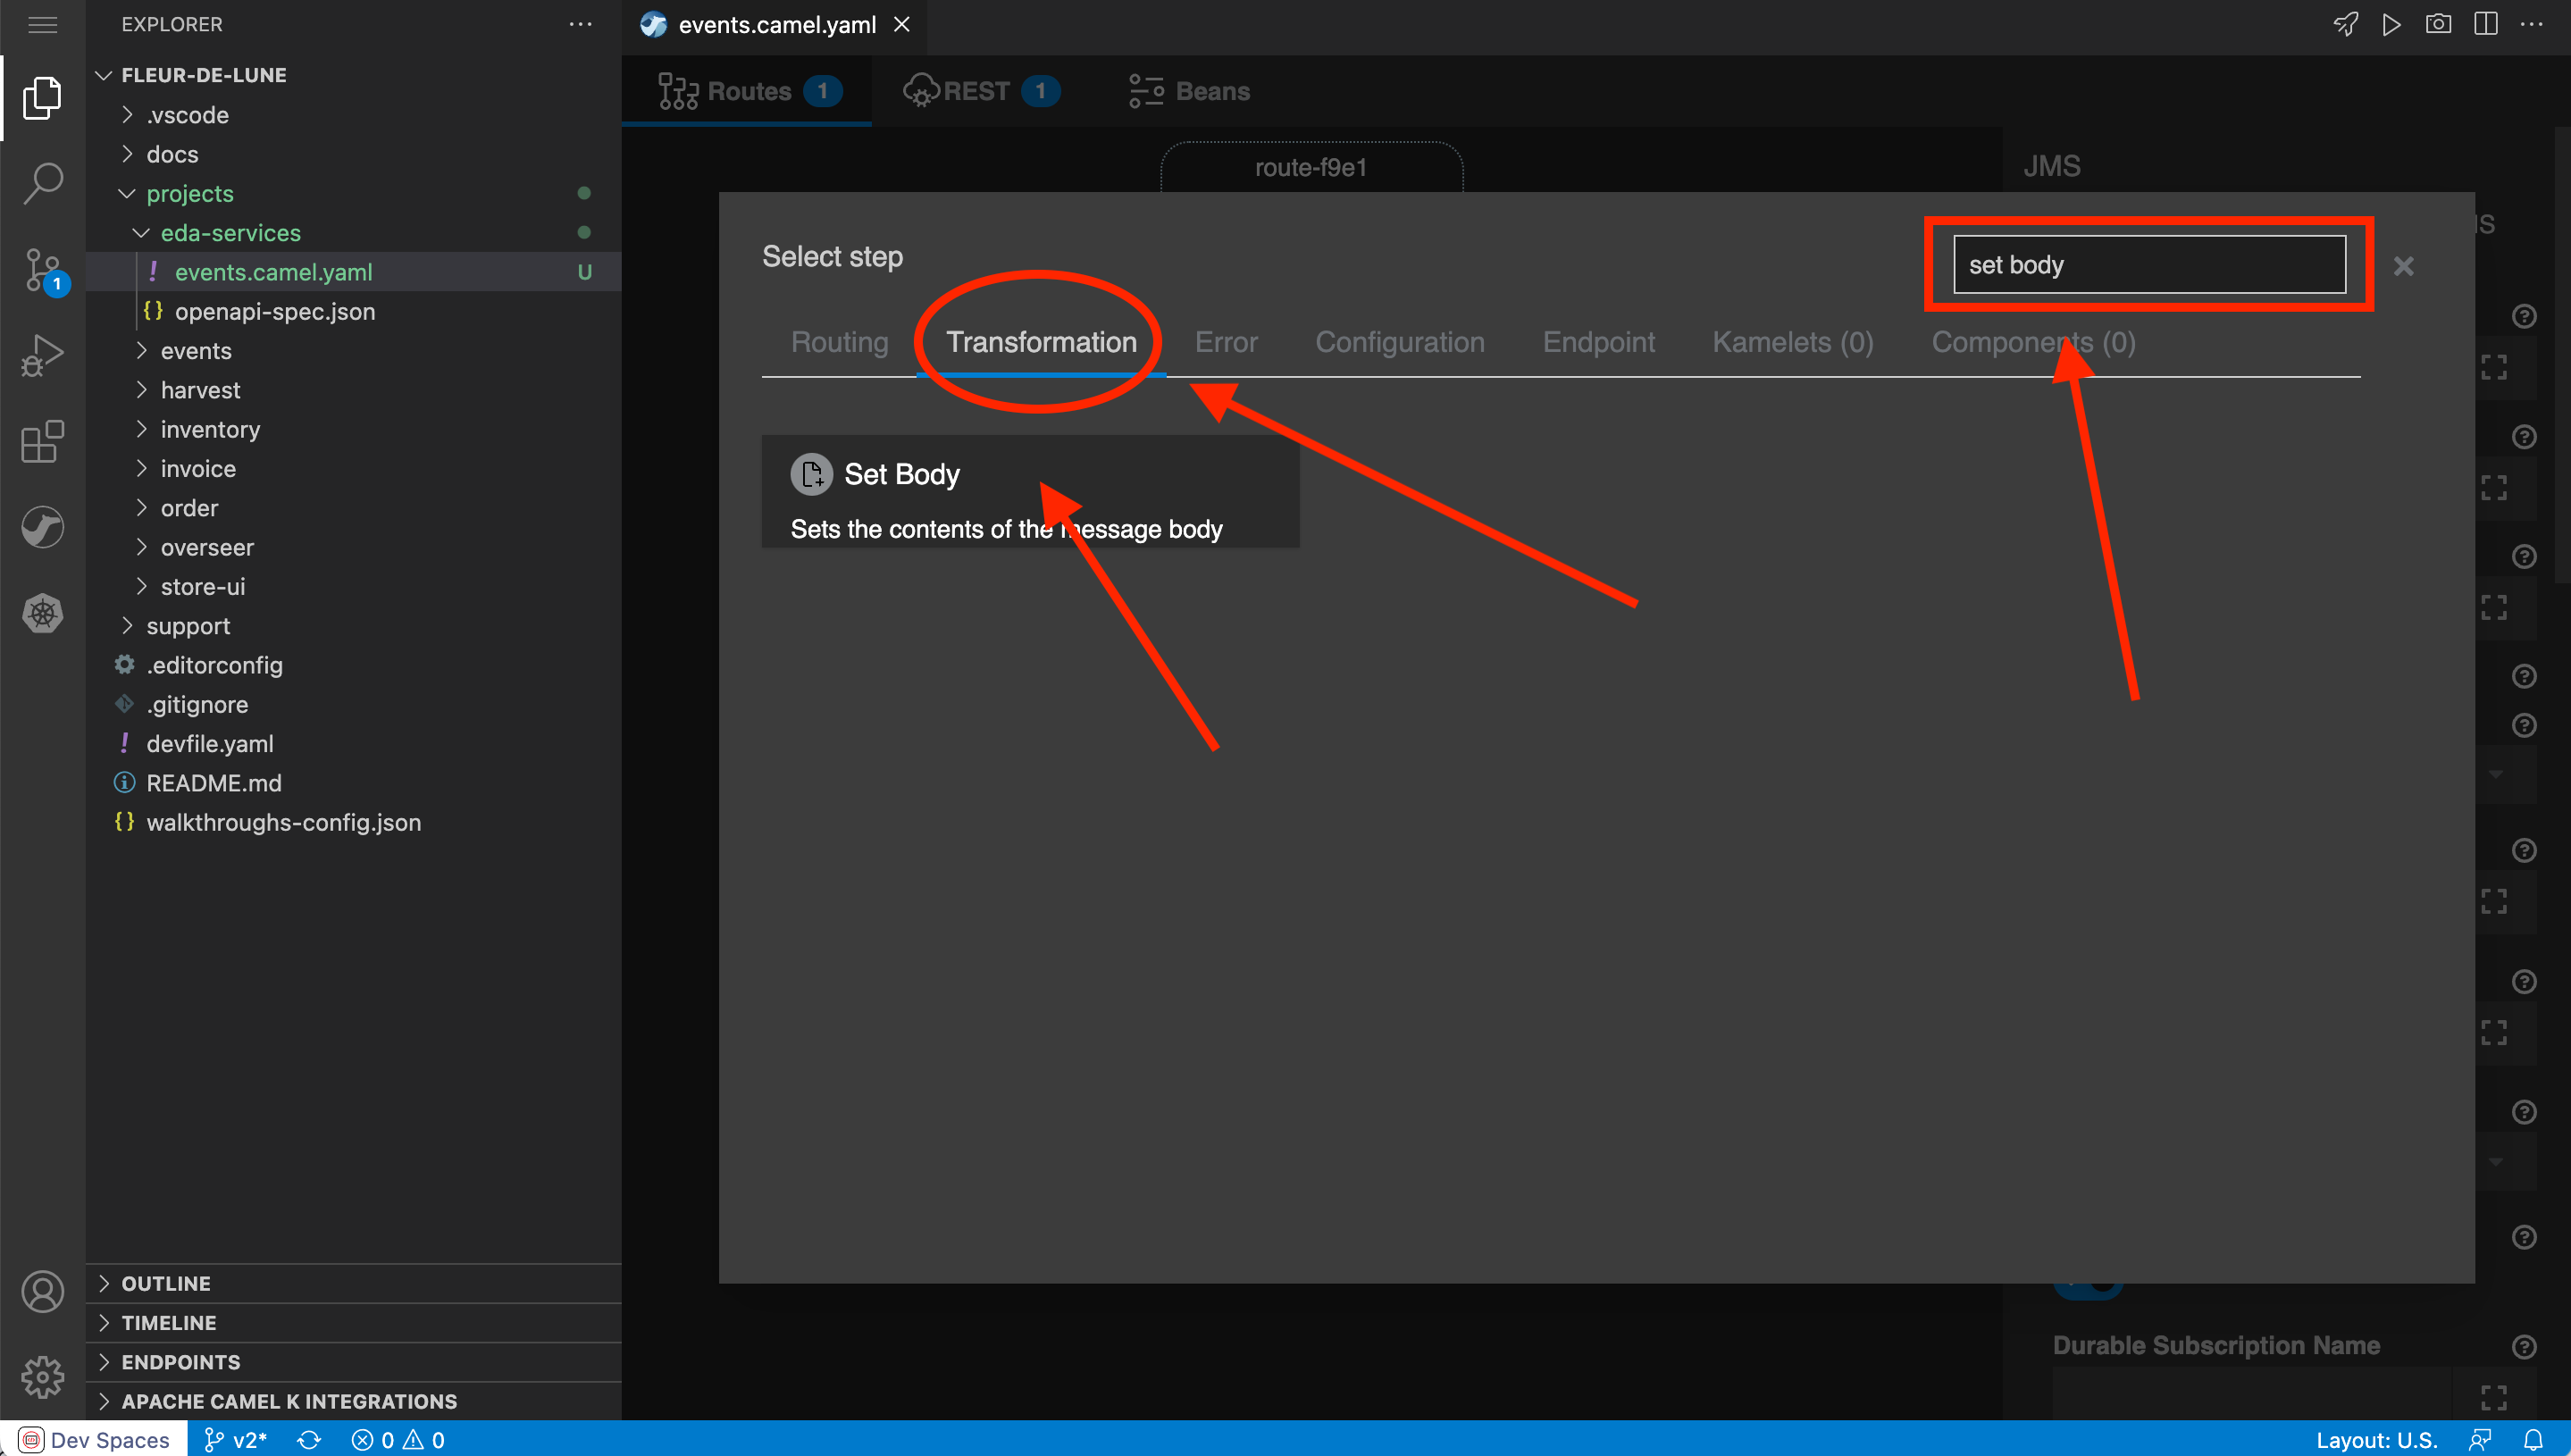 EXPLORER
events.camel.yaml
FLEUR-DE-LUNE
.vscode
docs
projects
eda-services
events.camel.yaml U
openapi-spec.json
events
harvest
inventory
invoice
order
overseer
store-ui
support
.editorconfig
.gitignore
devfile.yaml
README.md
walkthroughs-config.json
OUTLINE
TIMELINE
ENDPOINTS
APACHE CAMEL K INTEGRATIONS
1
Routes 1 REST 1 Beans
route-f9e1
JMS
Select step
set body
Routing Transformation Error Configuration Endpoint Kamelets (0) Components (0)
Set Body
Sets the contents of the message body
Durable Subscription Name
Dev Spaces v2* 0 0 Layout: U.S.